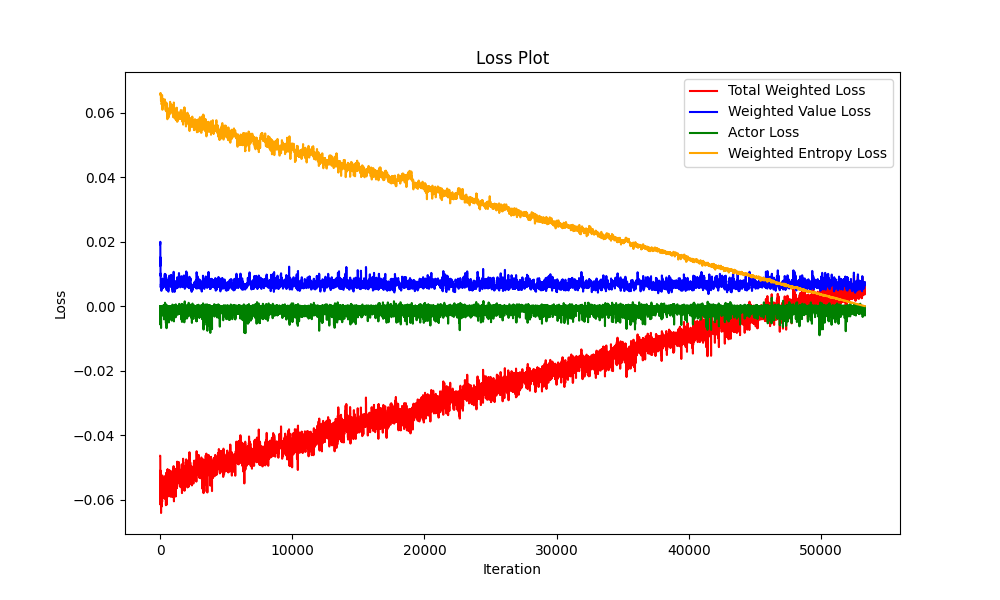 Loss Plot
Total Weighted Loss
Weighted Value Loss
Actor Loss
Weighted Entropy Loss
0.06
0.04
0.02
0.00
−0.02
−0.04
−0.06
Loss
0 10000 20000 30000 40000 50000
Iteration